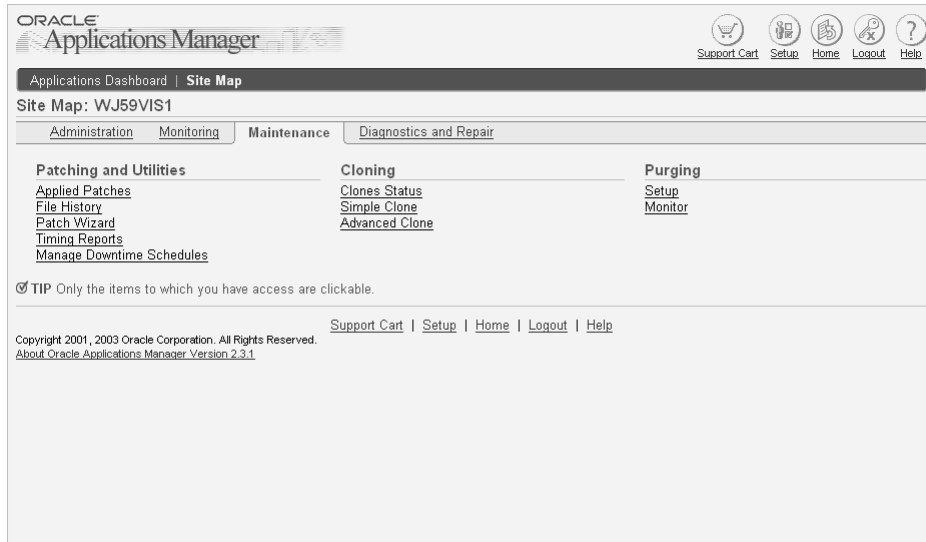 ORACLE
Applications Manager
Support Cart Setup Home Logout Help
Applications Dashboard | Site Map
Site Map: WJ59VIS1
Administration Monitoring Maintenance Diagnostics and Repair
Patching and Utilities
Applied Patches
File History
Patch Wizard
Timing Reports
Manage Downtime Schedules
Cloning
Clones Status
Simple Clone
Advanced Clone
Purging
Setup
Monitor
TIP Only the items to which you have access are clickable.
Support Cart | Setup | Home | Logout | Help
Copyright 2001, 2003 Oracle Corporation. All Rights Reserved.
About Oracle Applications Manager Version 2.3.1